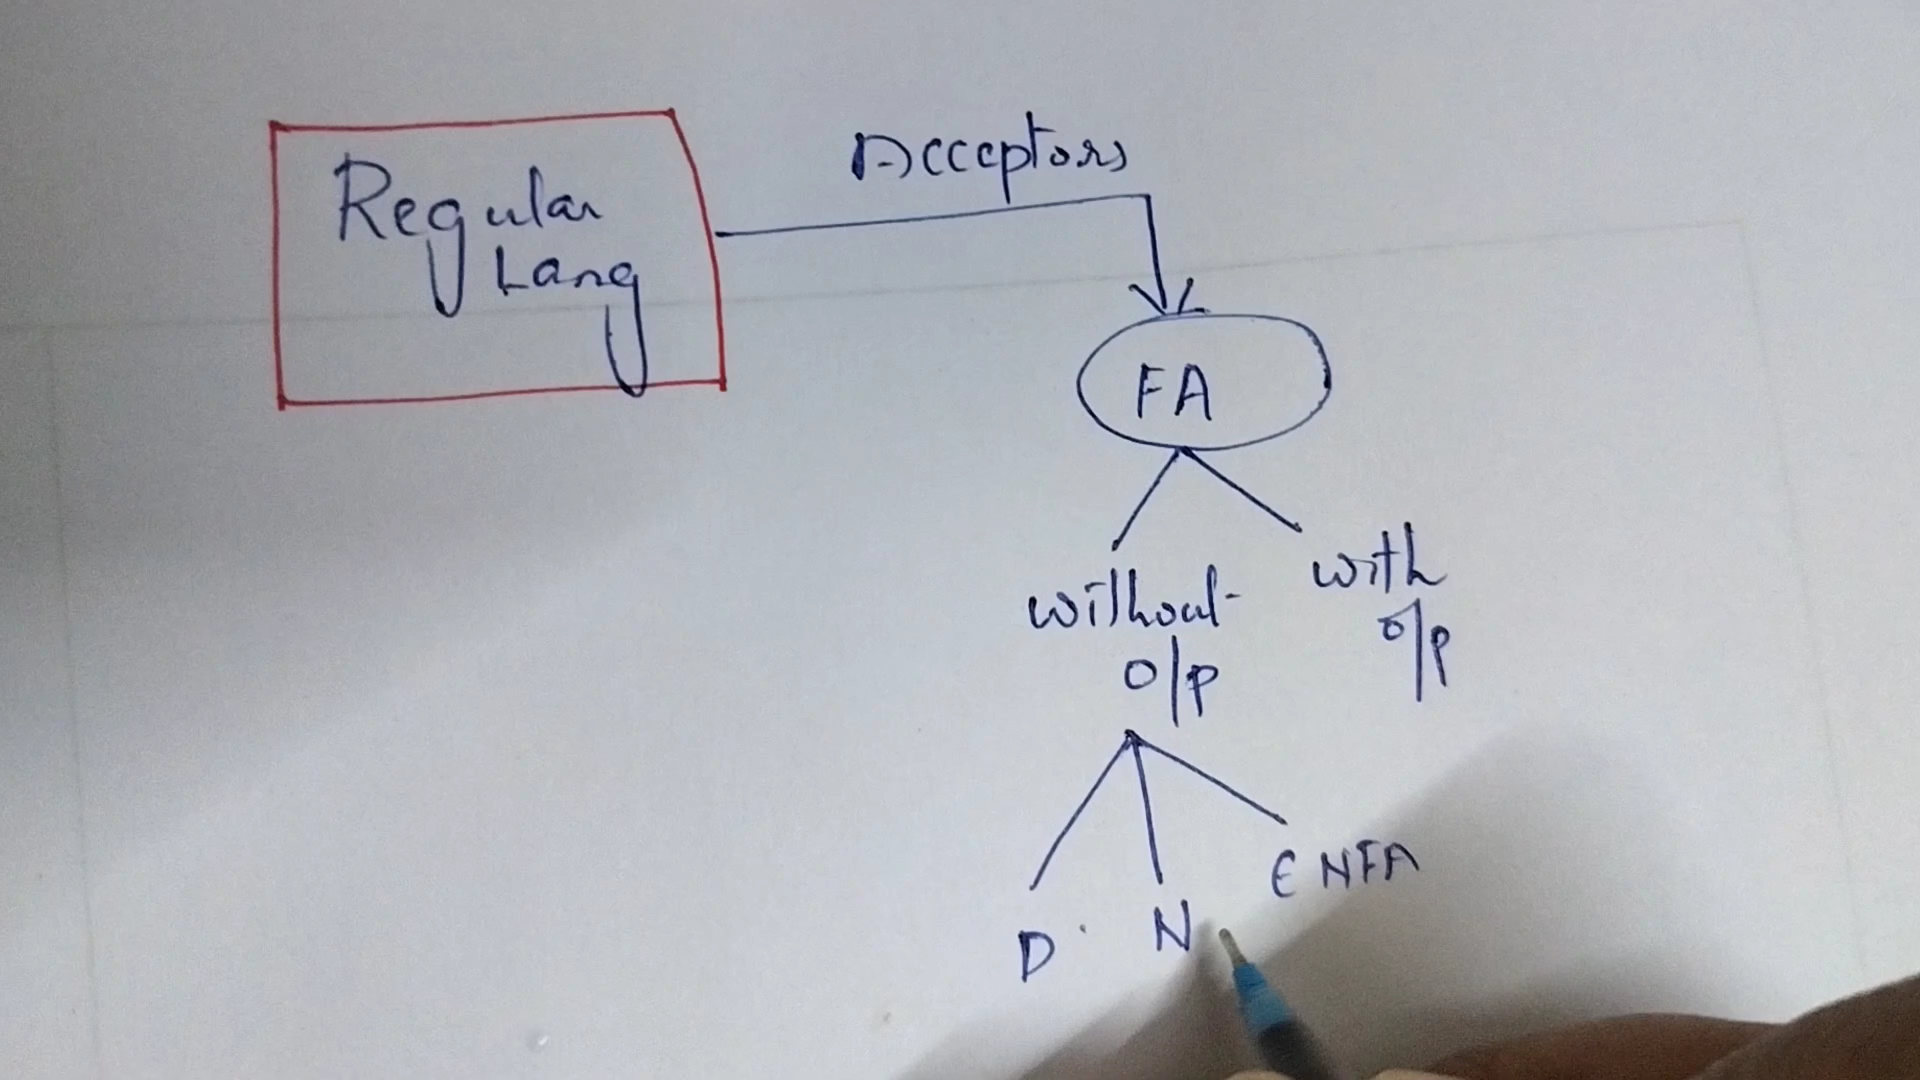 Regular
Lang
Acceptors
FA
without
o/p
with
o/p
D
N
ϵ NFA